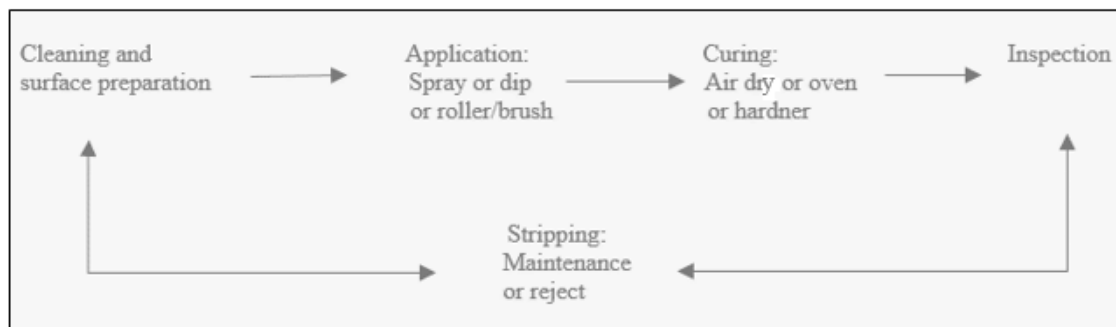 Cleaning and
surface preparation
Application:
Spray or dip
or roller/brush
Curing:
Air dry or oven
or hardner
Inspection
Stripping:
Maintenance
or reject